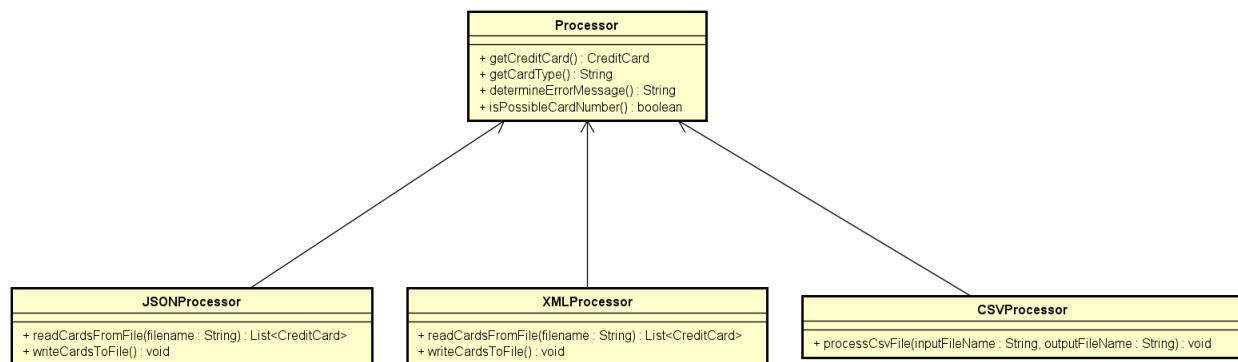 Processor
+ getCreditCard() : CreditCard
+ getCardType() : String
+ determineErrorMessage() : String
+ isPossibleCardNumber() : boolean
JSONProcessor
+ readCardsFromFile(filename : String) : List<CreditCard>
+ writeCardsToFile() : void
XMLProcessor
+ readCardsFromFile(filename : String) : List<CreditCard>
+ writeCardsToFile() : void
CSVProcessor
+ processCsvFile(inputFileName : String, outputFileName : String) : void